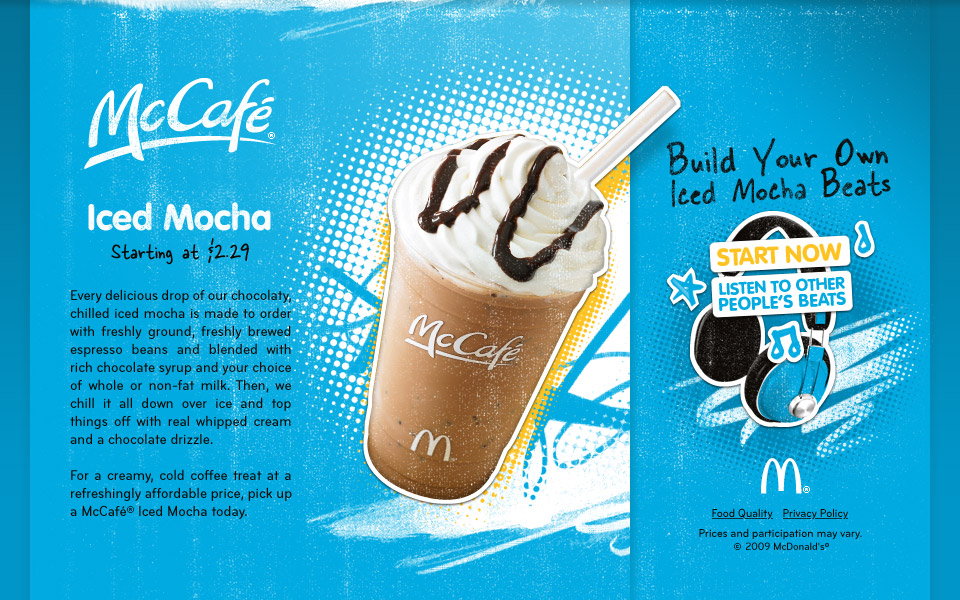 McCafé®
Iced Mocha
Starting at $2.29
Every delicious drop of our chocolaty,
chilled iced mocha is made to order
with freshly ground, freshly brewed
espresso beans and blended with
rich chocolate syrup and your choice
of whole or non-fat milk. Then, we
chill it all down over ice and top
things off with real whipped cream
and a chocolate drizzle.
For a creamy, cold coffee treat at a
refreshingly affordable price, pick up
a McCafé® Iced Mocha today.
McCafé
Build Your Own
Iced Mocha Beats
START NOW
LISTEN TO OTHER
PEOPLE'S BEATS
Food Quality Privacy Policy
Prices and participation may vary.
© 2009 McDonald's®